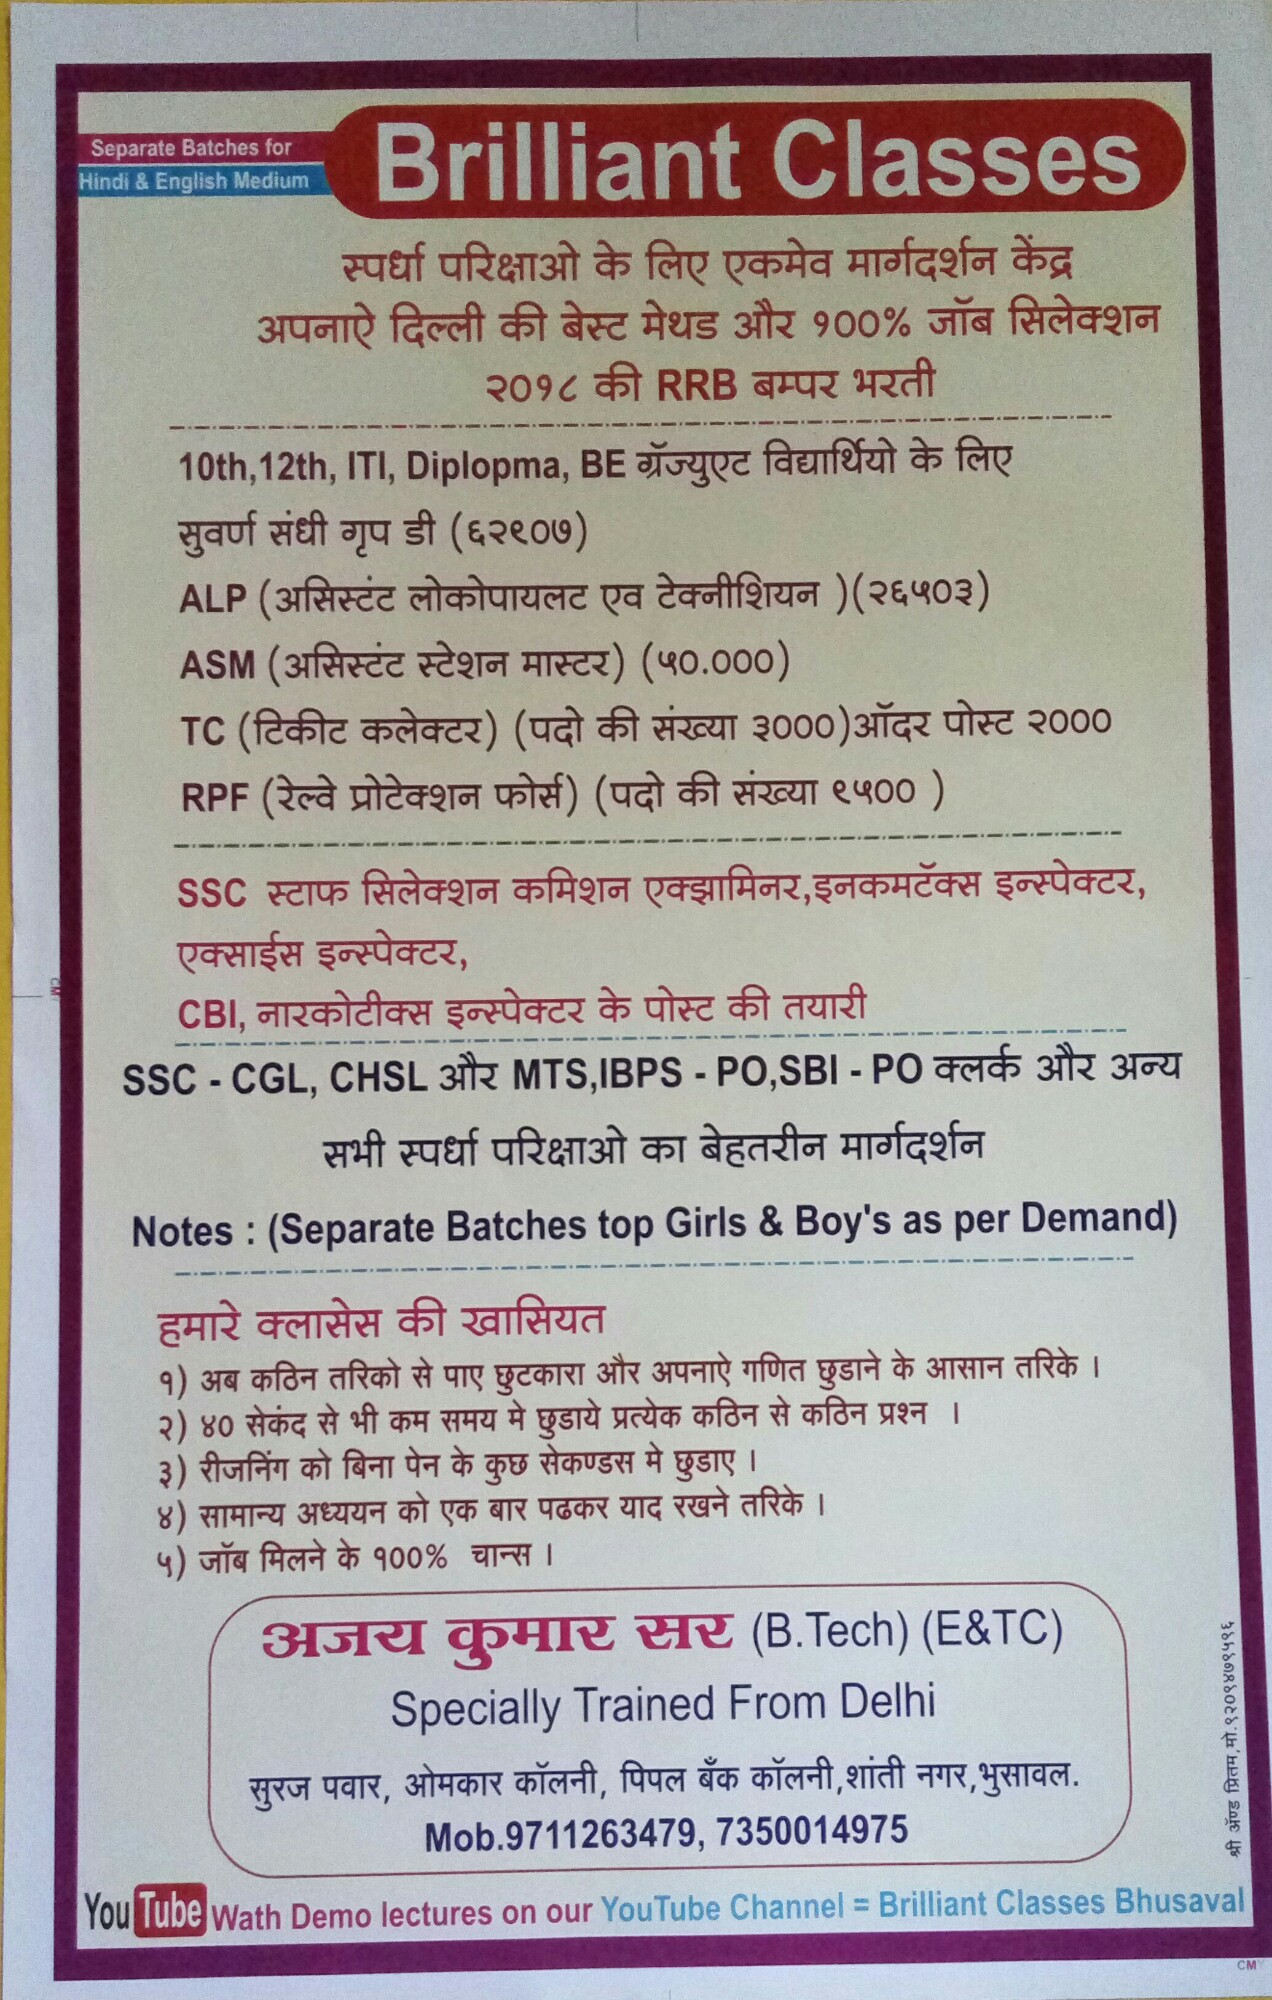 Separate Batches for
Hindi & English Medium
Brilliant Classes
स्पर्धा परिक्षाओ के लिए एकमेव मार्गदर्शन केंद्र
अपनाऐ दिल्ली की बेस्ट मेथड और १००% जॉब सिलेक्शन
२०१८ की RRB बम्पर भरती
10th,12th, ITI, Diplopma, BE ग्रॅज्युएट विद्यार्थियो के लिए
सुवर्ण संधी गृप डी (६२९०७)
ALP (असिस्टंट लोकोपायलट एव टेक्नीशियन )(२६५०३)
ASM (असिस्टंट स्टेशन मास्टर) (५०.०००)
TC (टिकीट कलेक्टर) (पदो की संख्या ३०००)ऑदर पोस्ट २०००
RPF (रेल्वे प्रोटेक्शन फोर्स) (पदो की संख्या ९५०० )
SSC स्टाफ सिलेक्शन कमिशन एक्झामिनर,इनकमटॅक्स इन्स्पेक्टर,
एक्साईस इन्स्पेक्टर,
CBI, नारकोटीक्स इन्स्पेक्टर के पोस्ट की तयारी
SSC - CGL, CHSL और MTS,IBPS - PO,SBI - PO क्लर्क और अन्य
सभी स्पर्धा परिक्षाओ का बेहतरीन मार्गदर्शन
Notes : (Separate Batches top Girls & Boy's as per Demand)
हमारे क्लासेस की खासियत
१) अब कठिन तरिको से पाए छुटकारा और अपनाऐ गणित छुडाने के आसान तरिके ।
२) ४० सेकंद से भी कम समय मे छुडाये प्रत्येक कठिन से कठिन प्रश्न ।
३) रीजनिंग को बिना पेन के कुछ सेकण्डस मे छुडाए ।
४) सामान्य अध्ययन को एक बार पढकर याद रखने तरिके ।
५) जॉब मिलने के १००% चान्स ।
अजय कुमार सर (B.Tech) (E&TC)
Specially Trained From Delhi
सुरज पवार, ओमकार कॉलनी, पिपल बँक कॉलनी,शांती नगर,भुसावल.
Mob.9711263479, 7350014975
श्री ॲण्ड प्रितम,मो.९२०९४७९५१६
YouTube Wath Demo lectures on our YouTube Channel = Brilliant Classes Bhusaval
CM
CM